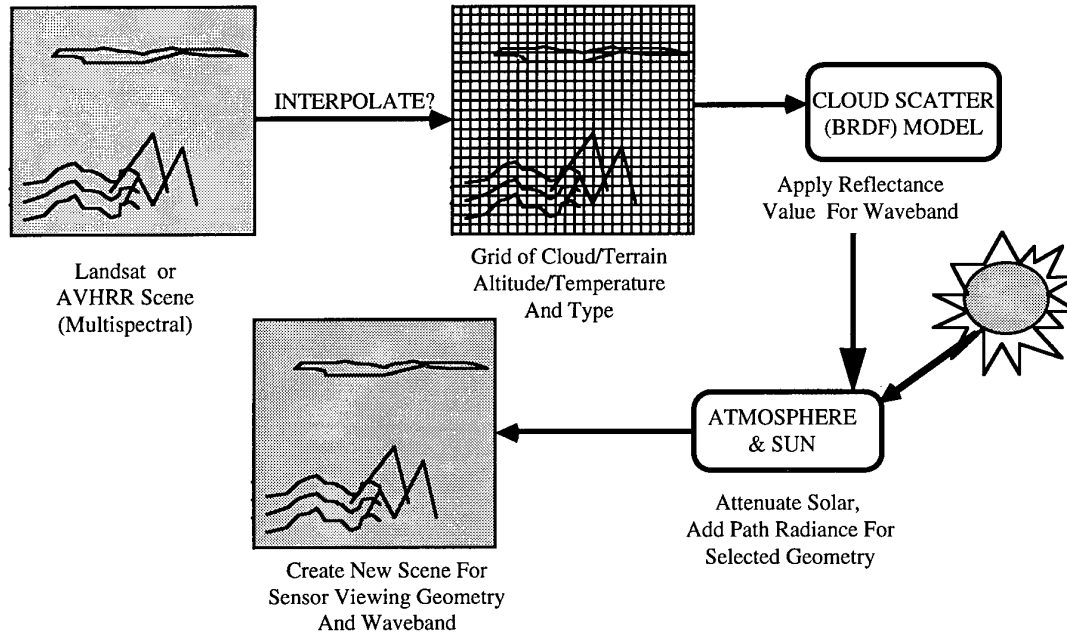 INTERPOLATE?
CLOUD SCATTER
(BRDF) MODEL
Apply Reflectance
Value For Waveband
Landsat or
AVHRR Scene
(Multispectral)
Grid of Cloud/Terrain
Altitude/Temperature
And Type
ATMOSPHERE
& SUN
Attenuate Solar,
Add Path Radiance For
Selected Geometry
Create New Scene For
Sensor Viewing Geometry
And Waveband